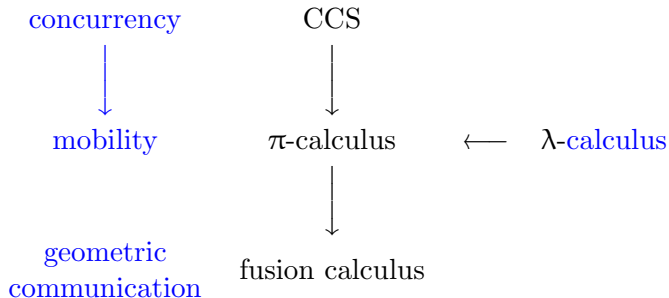 concurrency CCS
mobility π-calculus λ-calculus
geometric
communication
fusion calculus